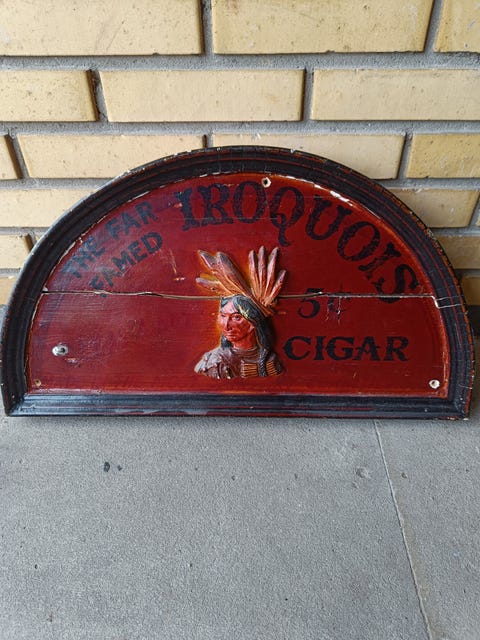 THE FAR
FAMED
IROQUOIS
5¢
CIGAR